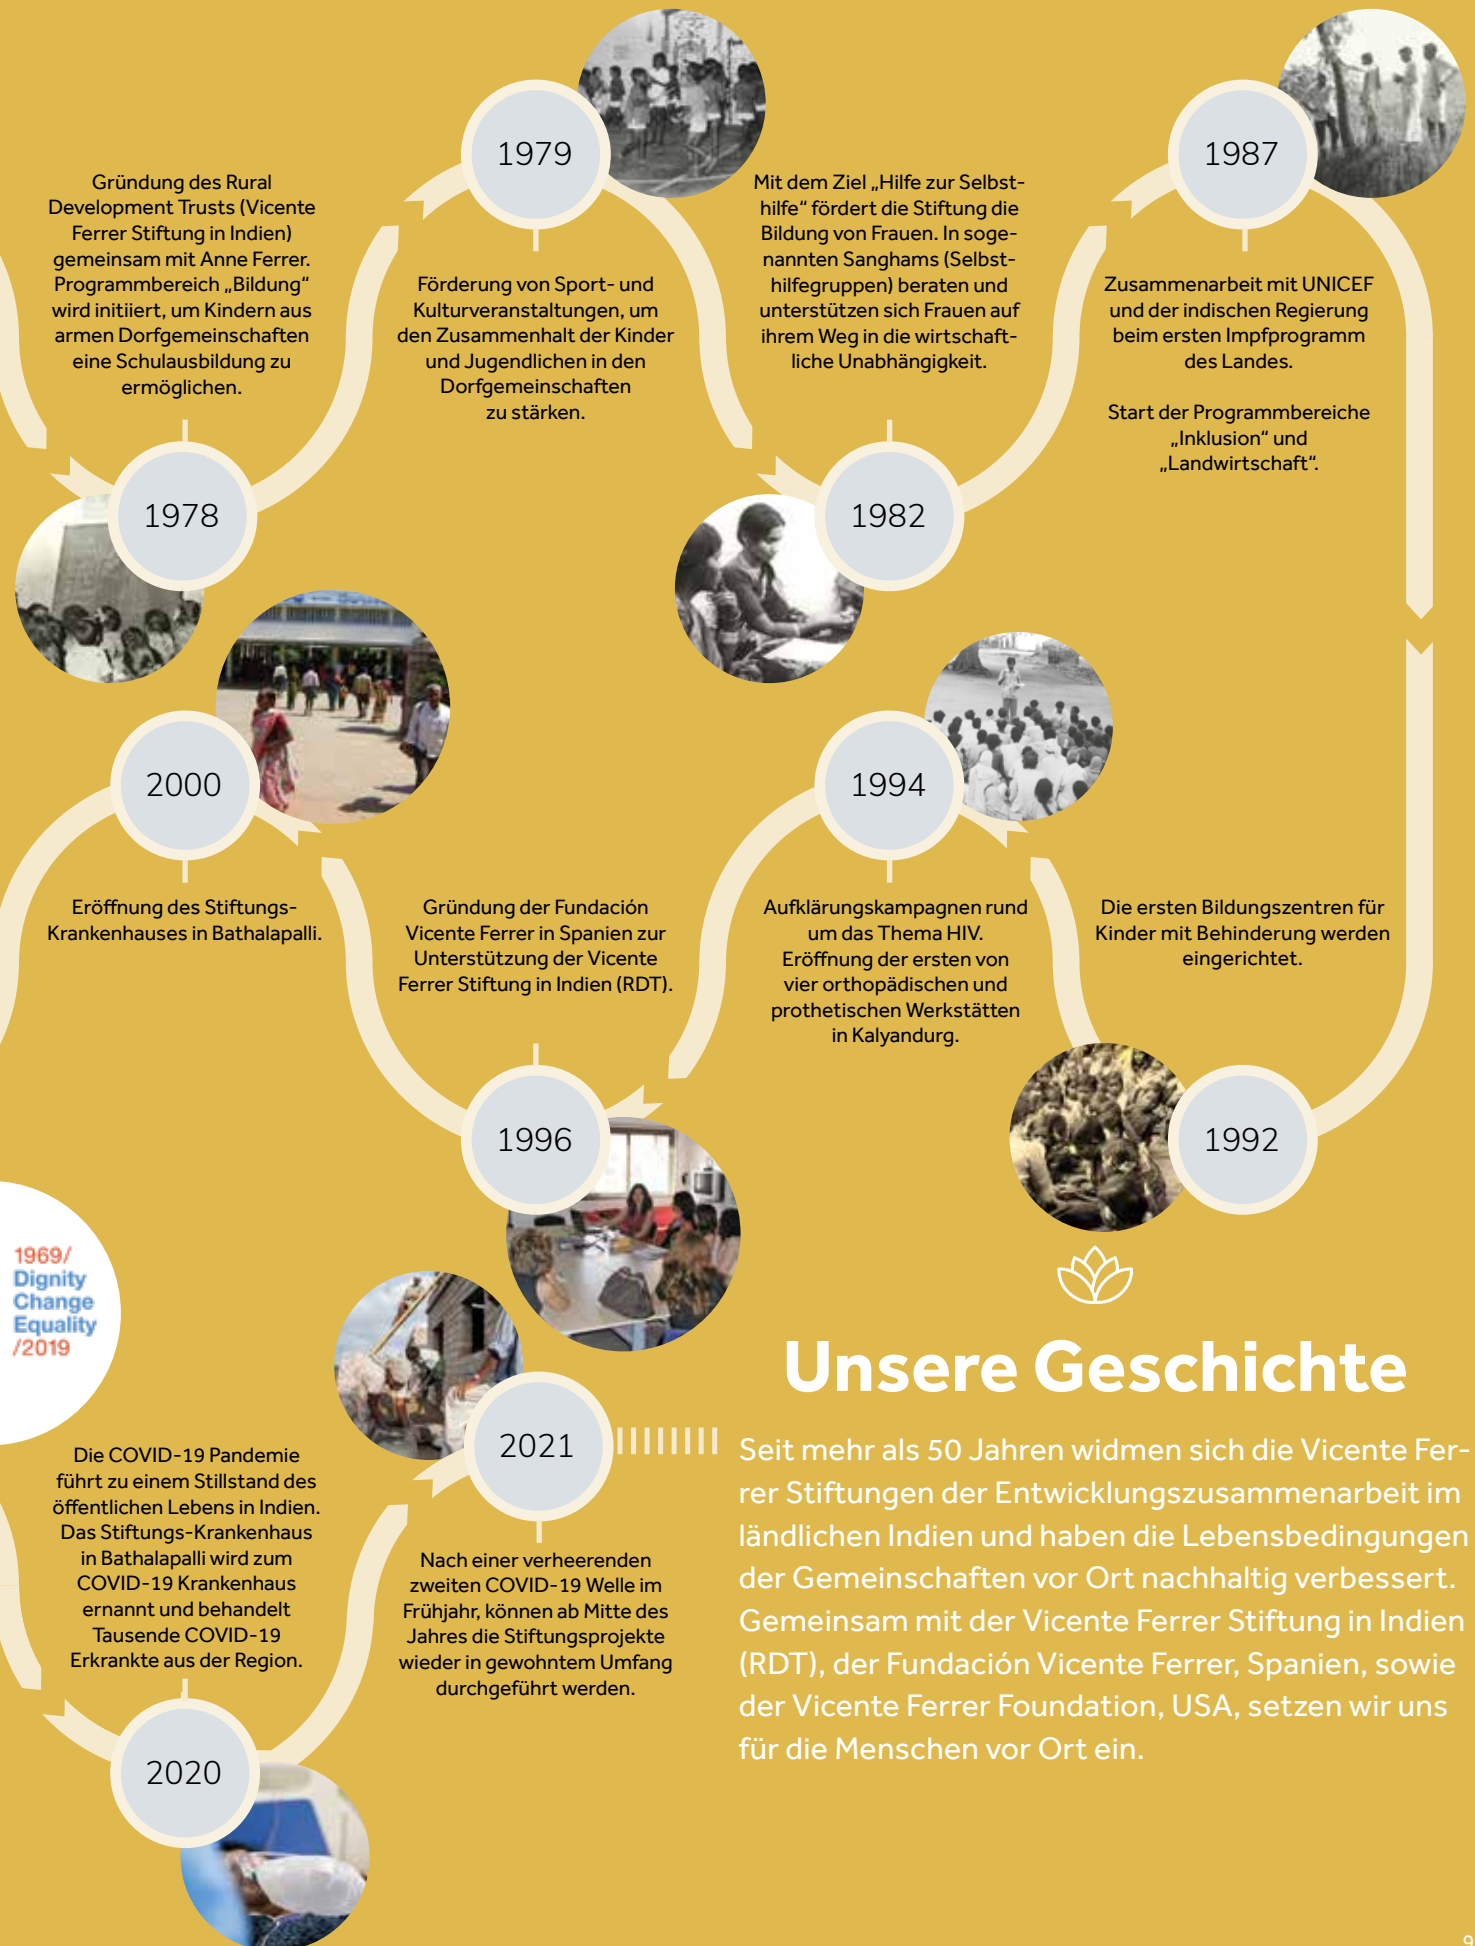 1978
Gründung des Rural
Development Trusts (Vicente
Ferrer Stiftung in Indien)
gemeinsam mit Anne Ferrer.
Programmbereich „Bildung“
wird initiiert, um Kindern aus
armen Dorfgemeinschaften
eine Schulausbildung zu
ermöglichen.
1979
Förderung von Sport- und
Kulturveranstaltungen, um
den Zusammenhalt der Kinder
und Jugendlichen in den
Dorfgemeinschaften
zu stärken.
1982
Mit dem Ziel „Hilfe zur Selbst-
hilfe“ fördert die Stiftung die
Bildung von Frauen. In soge-
nannten Sanghams (Selbst-
hilfegruppen) beraten und
unterstützen sich Frauen auf
ihrem Weg in die wirtschaft-
liche Unabhängigkeit.
1987
Zusammenarbeit mit UNICEF
und der indischen Regierung
beim ersten Impfprogramm
des Landes.
Start der Programmbereiche
„Inklusion“ und
„Landwirtschaft“.
1992
Die ersten Bildungszentren für
Kinder mit Behinderung werden
eingerichtet.
1994
Aufklärungskampagnen rund
um das Thema HIV.
Eröffnung der ersten von
vier orthopädischen und
prothetischen Werkstätten
in Kalyandurg.
1996
Gründung der Fundación
Vicente Ferrer in Spanien zur
Unterstützung der Vicente
Ferrer Stiftung in Indien (RDT).
2000
Eröffnung des Stiftungs-
Krankenhauses in Bathalapalli.
1969/
Dignity
Change
Equality
/2019
2020
Die COVID-19 Pandemie
führt zu einem Stillstand des
öffentlichen Lebens in Indien.
Das Stiftungs-Krankenhaus
in Bathalapalli wird zum
COVID-19 Krankenhaus
ernannt und behandelt
Tausende COVID-19
Erkrankte aus der Region.
2021
Nach einer verheerenden
zweiten COVID-19 Welle im
Frühjahr, können ab Mitte des
Jahres die Stiftungsprojekte
wieder in gewohntem Umfang
durchgeführt werden.
Unsere Geschichte
Seit mehr als 50 Jahren widmen sich die Vicente Fer-
rer Stiftungen der Entwicklungszusammenarbeit im
ländlichen Indien und haben die Lebensbedingungen
der Gemeinschaften vor Ort nachhaltig verbessert.
Gemeinsam mit der Vicente Ferrer Stiftung in Indien
(RDT), der Fundación Vicente Ferrer, Spanien, sowie
der Vicente Ferrer Foundation, USA, setzen wir uns
für die Menschen vor Ort ein.
9